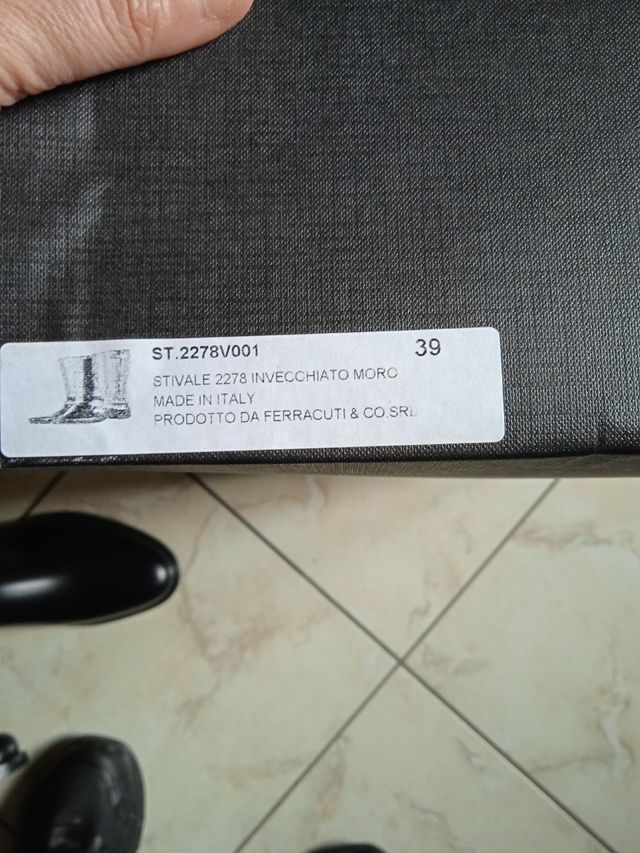 ST.2278V001 39
STIVALE 2278 INVECCHIATO MORO
MADE IN ITALY
PRODOTTO DA FERRACUTI & CO.SRL